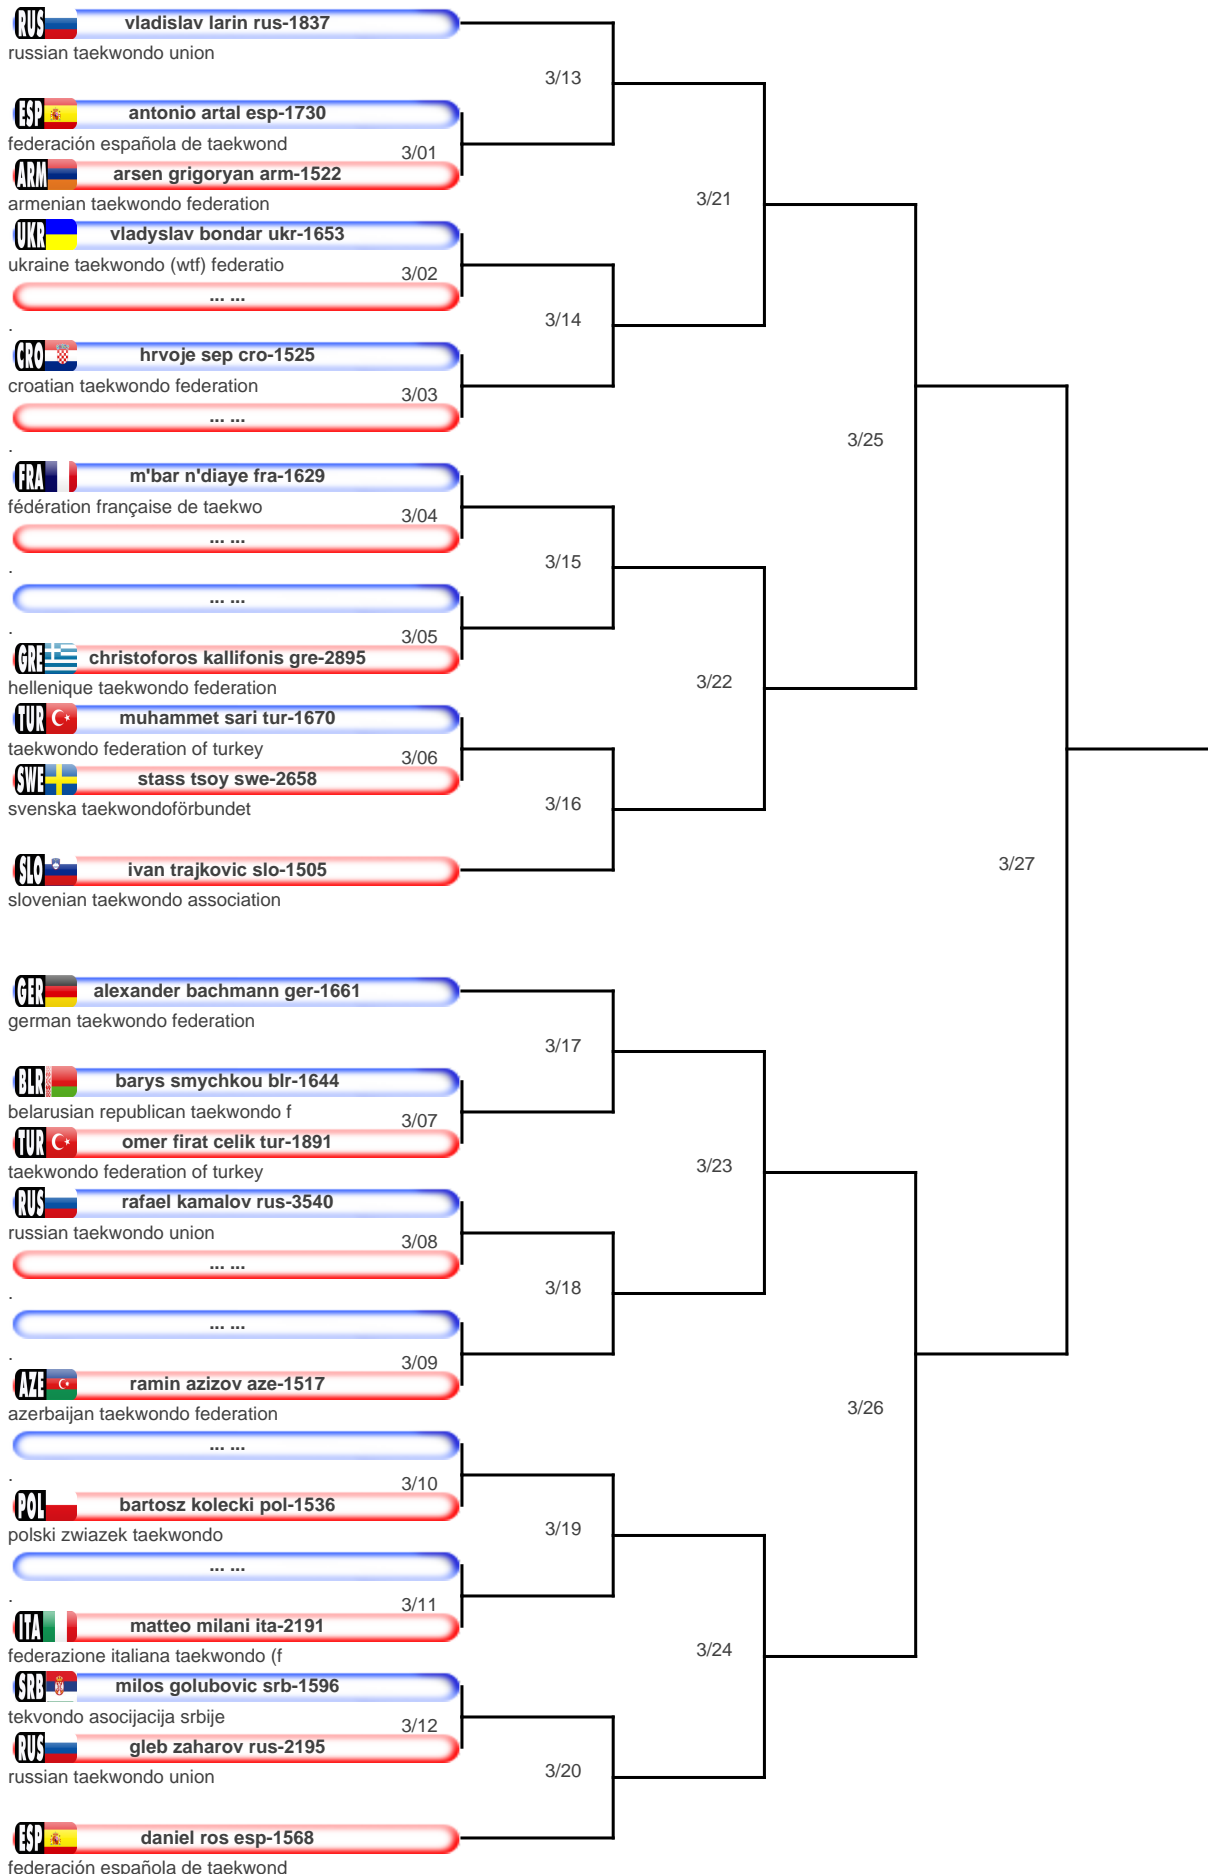 RUS vladislav larin rus-1837
russian taekwondo union
3/13
ESP antonio artal esp-1730
federación española de taekwond
3/01
ARM arsen grigoryan arm-1522
armenian taekwondo federation
3/21
UKR vladyslav bondar ukr-1653
ukraine taekwondo (wtf) federatio
3/02
... ...
.
3/14
CRO hrvoje sep cro-1525
croatian taekwondo federation
3/03
... ...
.
3/25
FRA m'bar n'diaye fra-1629
fédération française de taekwo
3/04
... ...
.
3/15
... ...
.
3/05
GRE christoforos kallifonis gre-2895
hellenique taekwondo federation
3/22
TUR muhammet sari tur-1670
taekwondo federation of turkey
3/06
SWE stass tsoy swe-2658
svenska taekwondoförbundet
3/16
SLO ivan trajkovic slo-1505
slovenian taekwondo association
3/27
GER alexander bachmann ger-1661
german taekwondo federation
3/17
BLR barys smychkou blr-1644
belarusian republican taekwondo f
3/07
TUR omer firat celik tur-1891
taekwondo federation of turkey
3/23
RUS rafael kamalov rus-3540
russian taekwondo union
3/08
... ...
.
3/18
... ...
.
3/09
AZE ramin azizov aze-1517
azerbaijan taekwondo federation
3/26
... ...
.
3/10
POL bartosz kolecki pol-1536
polski zwiazek taekwondo
3/19
... ...
.
3/11
ITA matteo milani ita-2191
federazione italiana taekwondo (f
3/24
SRB milos golubovic srb-1596
tekvondo asocijacija srbije
3/12
RUS gleb zaharov rus-2195
russian taekwondo union
3/20
ESP daniel ros esp-1568
federación española de taekwond